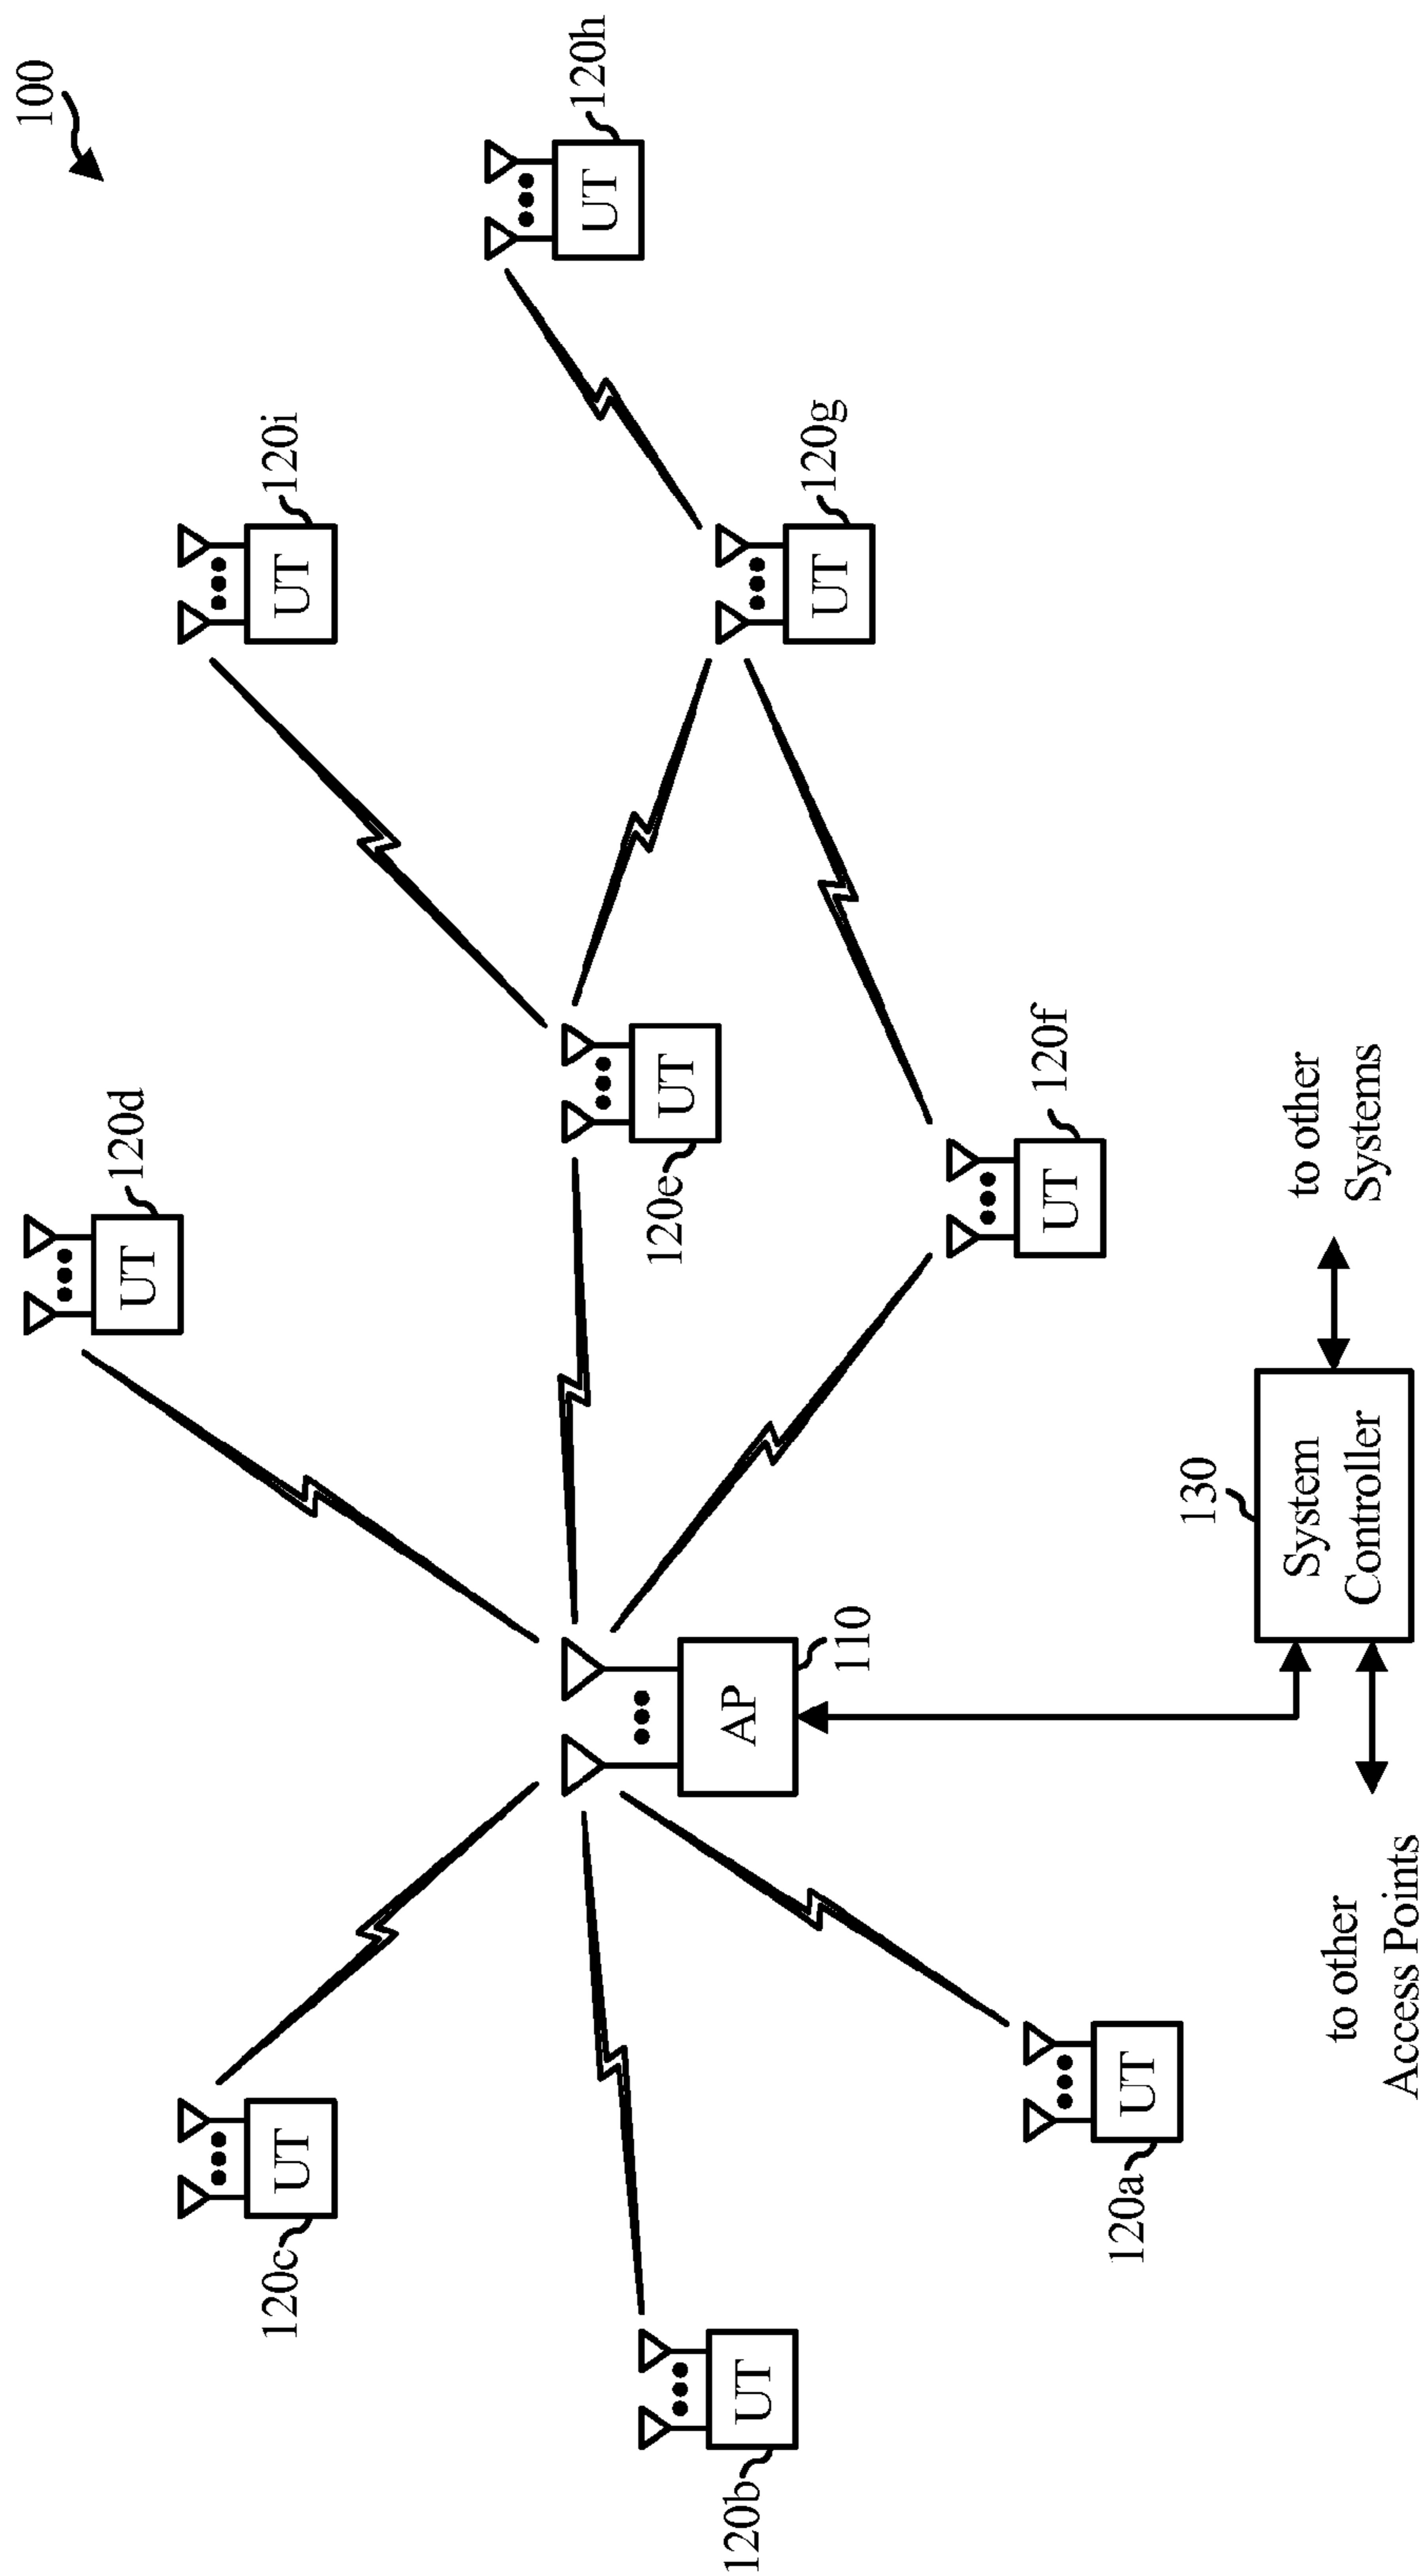 100
UT
120d
UT
120i
UT
120h
UT
120c
UT
120e
UT
120g
UT
120b
AP
110
UT
120f
UT
120a
130
System
Controller
to other
Systems
to other
Access Points